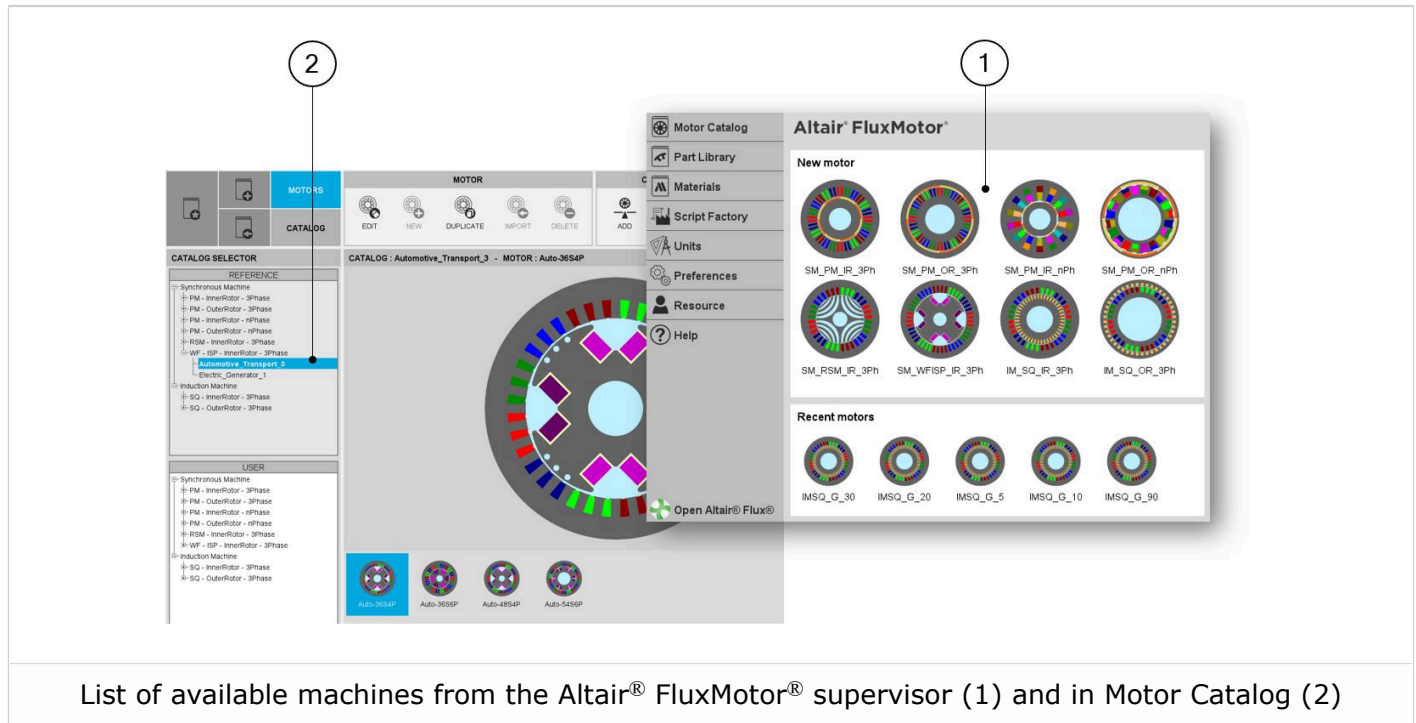 2
1
MOTORS
CATALOG
MOTOR
EDIT
NEW
DUPLICATE
IMPORT
DELETE
C
ADD
CATALOG SELECTOR
CATALOG : Automotive_Transport_3 - MOTOR : Auto-36S4P
REFERENCE
Synchronous Machine
PM - InnerRotor - 3Phase
PM - OuterRotor - 3Phase
PM - InnerRotor - nPhase
PM - OuterRotor - nPhase
RSM - InnerRotor - 3Phase
WF - ISP - InnerRotor - 3Phase
Automotive_Transport_3
Electric_Generator_1
Induction Machine
SQ - InnerRotor - 3Phase
SQ - OuterRotor - 3Phase
USER
Synchronous Machine
PM - InnerRotor - 3Phase
PM - OuterRotor - 3Phase
PM - InnerRotor - nPhase
PM - OuterRotor - nPhase
RSM - InnerRotor - 3Phase
WF - ISP - InnerRotor - 3Phase
Induction Machine
SQ - InnerRotor - 3Phase
SQ - OuterRotor - 3Phase
Auto-36S4P
Auto-36S6P
Auto-48S4P
Auto-54S6P
Motor Catalog
Part Library
Materials
Script Factory
Units
Preferences
Resource
Help
Open Altair® Flux®
Altair® FluxMotor®
New motor
SM_PM_IR_3Ph
SM_PM_OR_3Ph
SM_PM_IR_nPh
SM_PM_OR_nPh
SM_RSM_IR_3Ph
SM_WFISP_IR_3Ph
IM_SQ_IR_3Ph
IM_SQ_OR_3Ph
Recent motors
IMSQ_G_30
IMSQ_G_20
IMSQ_G_5
IMSQ_G_10
IMSQ_G_90
List of available machines from the Altair® FluxMotor® supervisor (1) and in Motor Catalog (2)